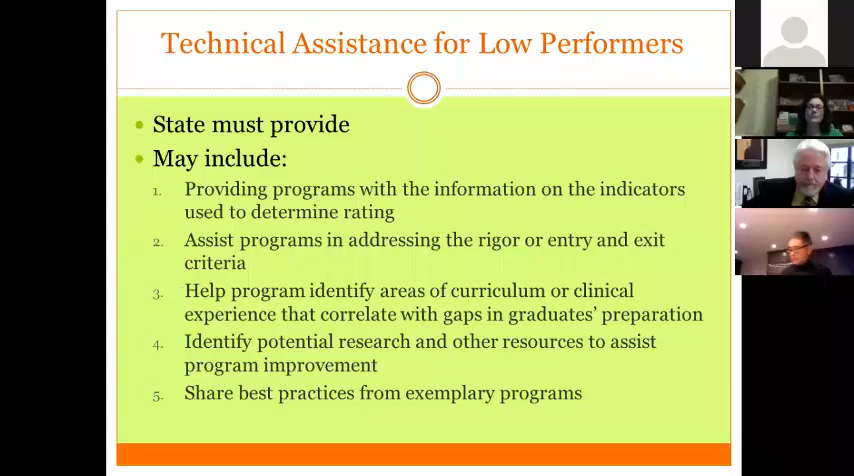 Technical Assistance for Low Performers
• State must provide
• May include:
1. Providing programs with the information on the indicators
used to determine rating
2. Assist programs in addressing the rigor or entry and exit
criteria
3. Help program identify areas of curriculum or clinical
experience that correlate with gaps in graduates' preparation
4. Identify potential research and other resources to assist
program improvement
5. Share best practices from exemplary programs